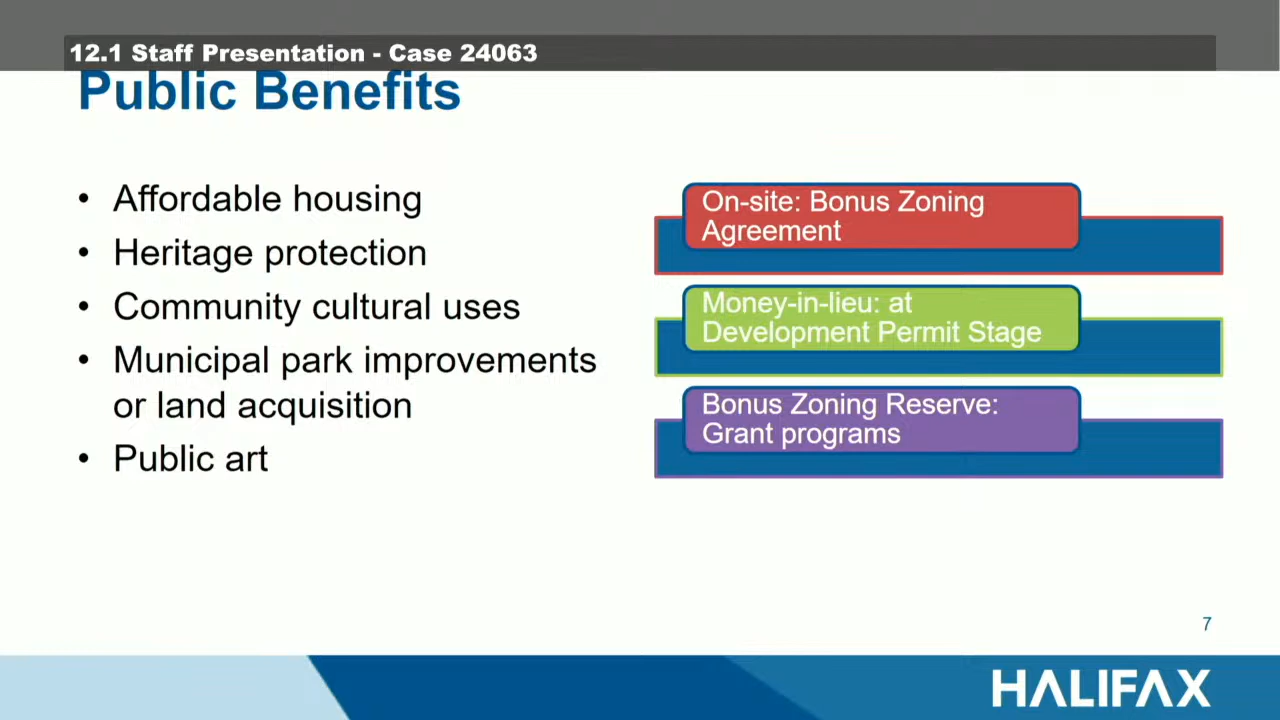 12.1 Staff Presentation - Case 24063
Public Benefits
• Affordable housing
• Heritage protection
• Community cultural uses
• Municipal park improvements
or land acquisition
• Public art
On-site: Bonus Zoning
Agreement
Money-in-lieu: at
Development Permit Stage
Bonus Zoning Reserve:
Grant programs
7
HALIFAX